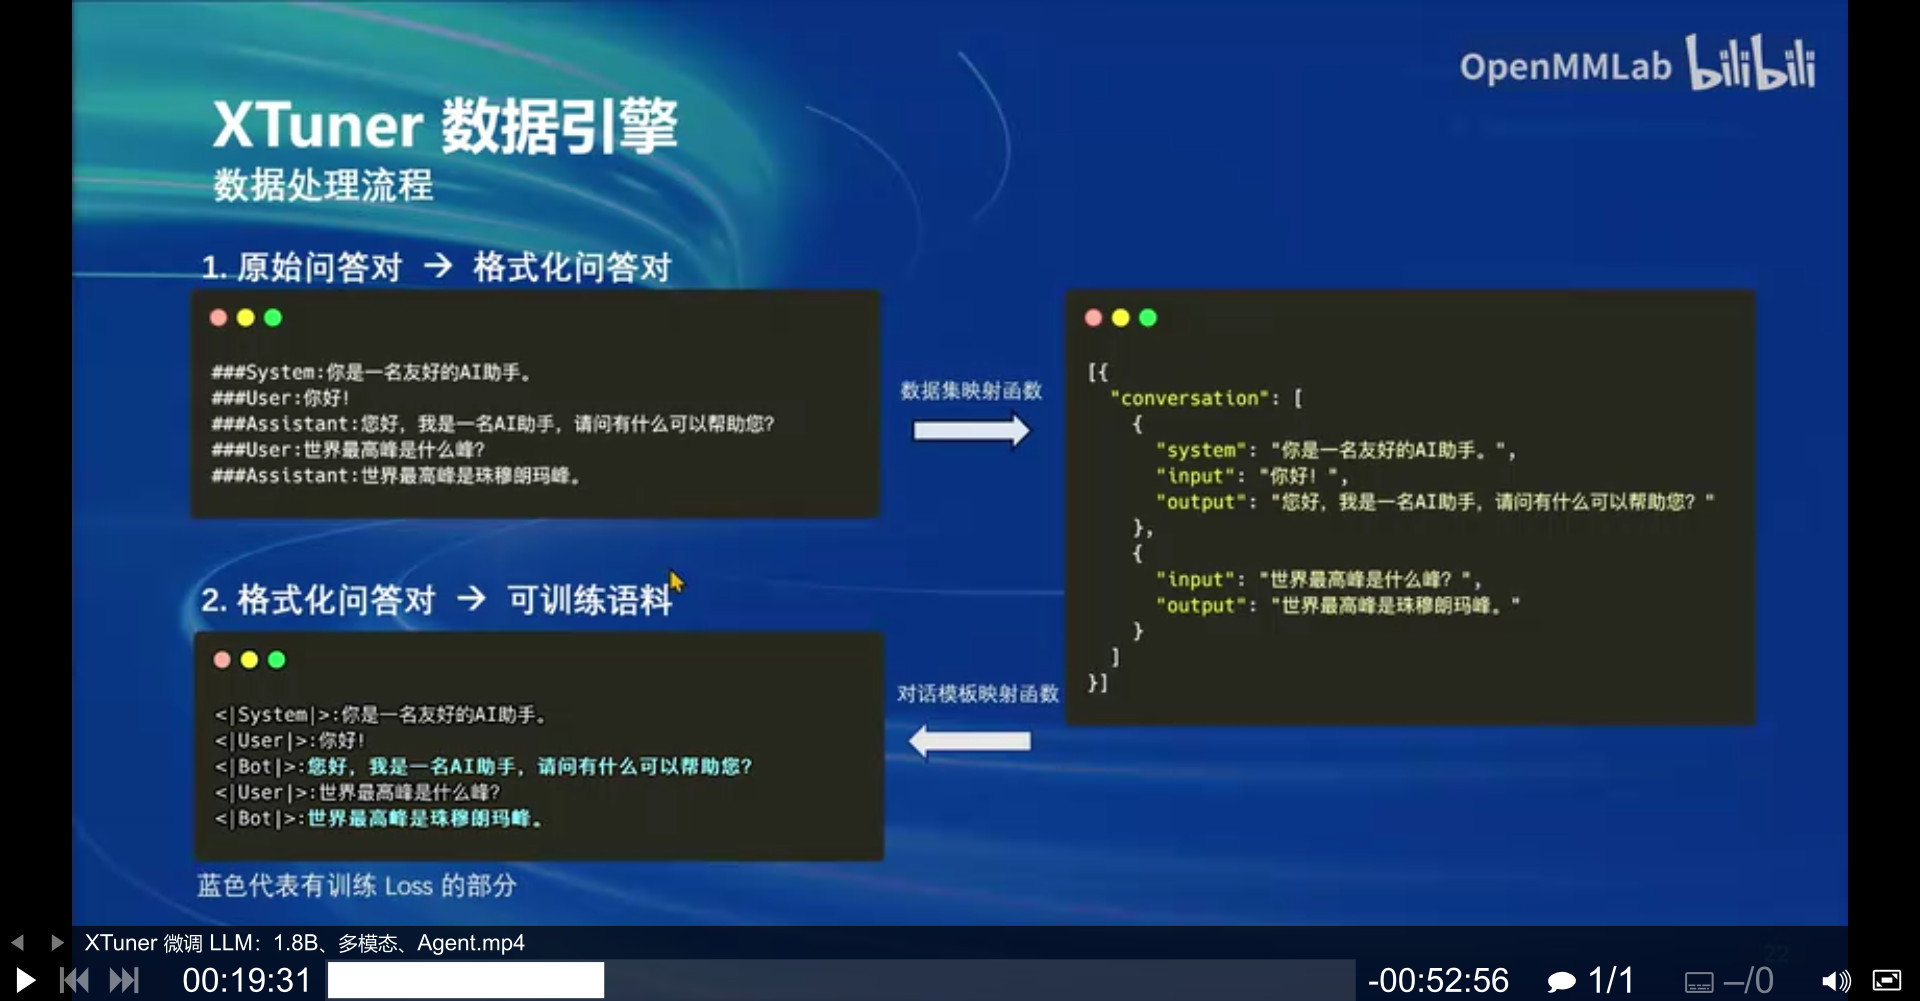 OpenMMLab bilibili
XTuner 数据引擎
数据处理流程
1. 原始问答对 → 格式化问答对
###System:你是一名友好的AI助手。
###User:你好!
###Assistant:您好，我是一名AI助手，请问有什么可以帮助您?
###User:世界最高峰是什么峰?
###Assistant:世界最高峰是珠穆朗玛峰。
数据集映射函数
[{
"conversation": [
{
"system": "你是一名友好的AI助手。",
"input": "你好! ",
"output": "您好，我是一名AI助手，请问有什么可以帮助您? "
},
{
"input": "世界最高峰是什么峰? ",
"output": "世界最高峰是珠穆朗玛峰。"
}
]
}]
2. 格式化问答对 → 可训练语料
对话模板映射函数
<|System|>:你是一名友好的AI助手。
<|User|>:你好!
<|Bot|>:您好，我是一名AI助手，请问有什么可以帮助您?
<|User|>:世界最高峰是什么峰?
<|Bot|>:世界最高峰是珠穆朗玛峰。
蓝色代表有训练 Loss 的部分
22
XTuner 微调 LLM：1.8B、多模态、Agent.mp4
00:19:31
-00:52:56
1/1
–/0